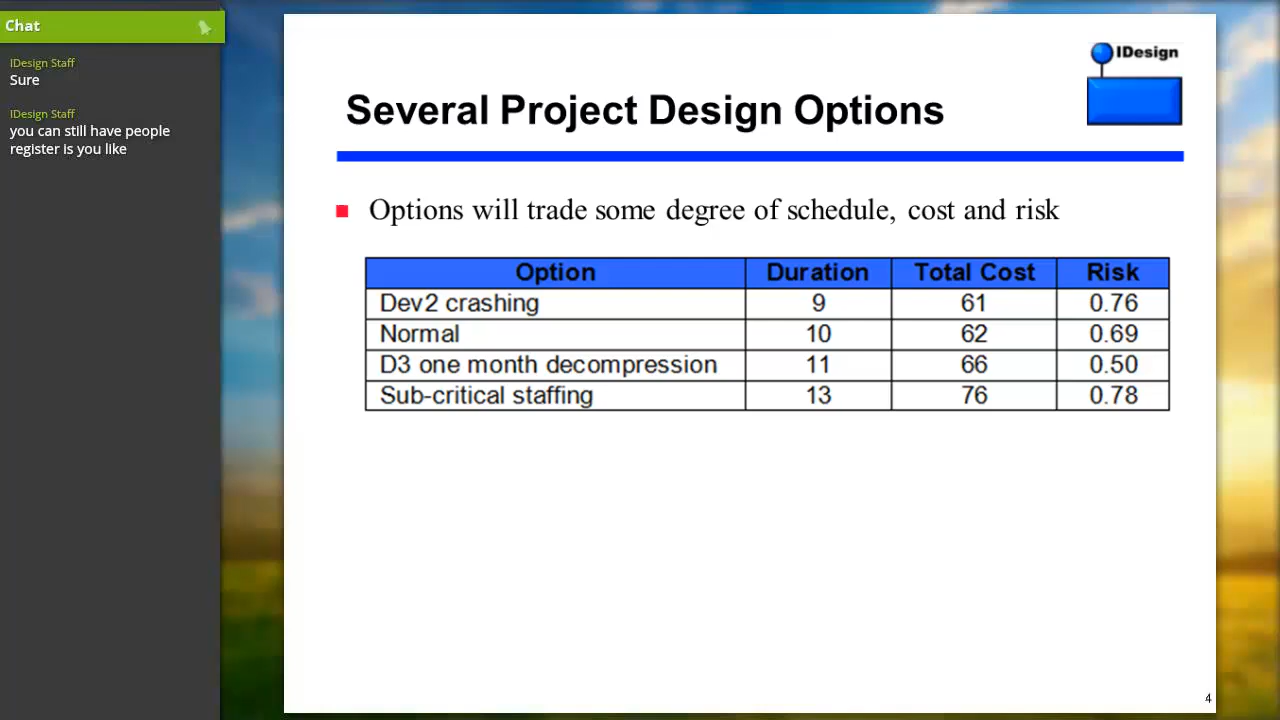 Chat
IDesign Staff
Sure
IDesign Staff
you can still have people
register is you like
IDesign
Several Project Design Options
Options will trade some degree of schedule, cost and risk
Option Duration Total Cost Risk
Dev2 crashing 9 61 0.76
Normal 10 62 0.69
D3 one month decompression 11 66 0.50
Sub-critical staffing 13 76 0.78
4